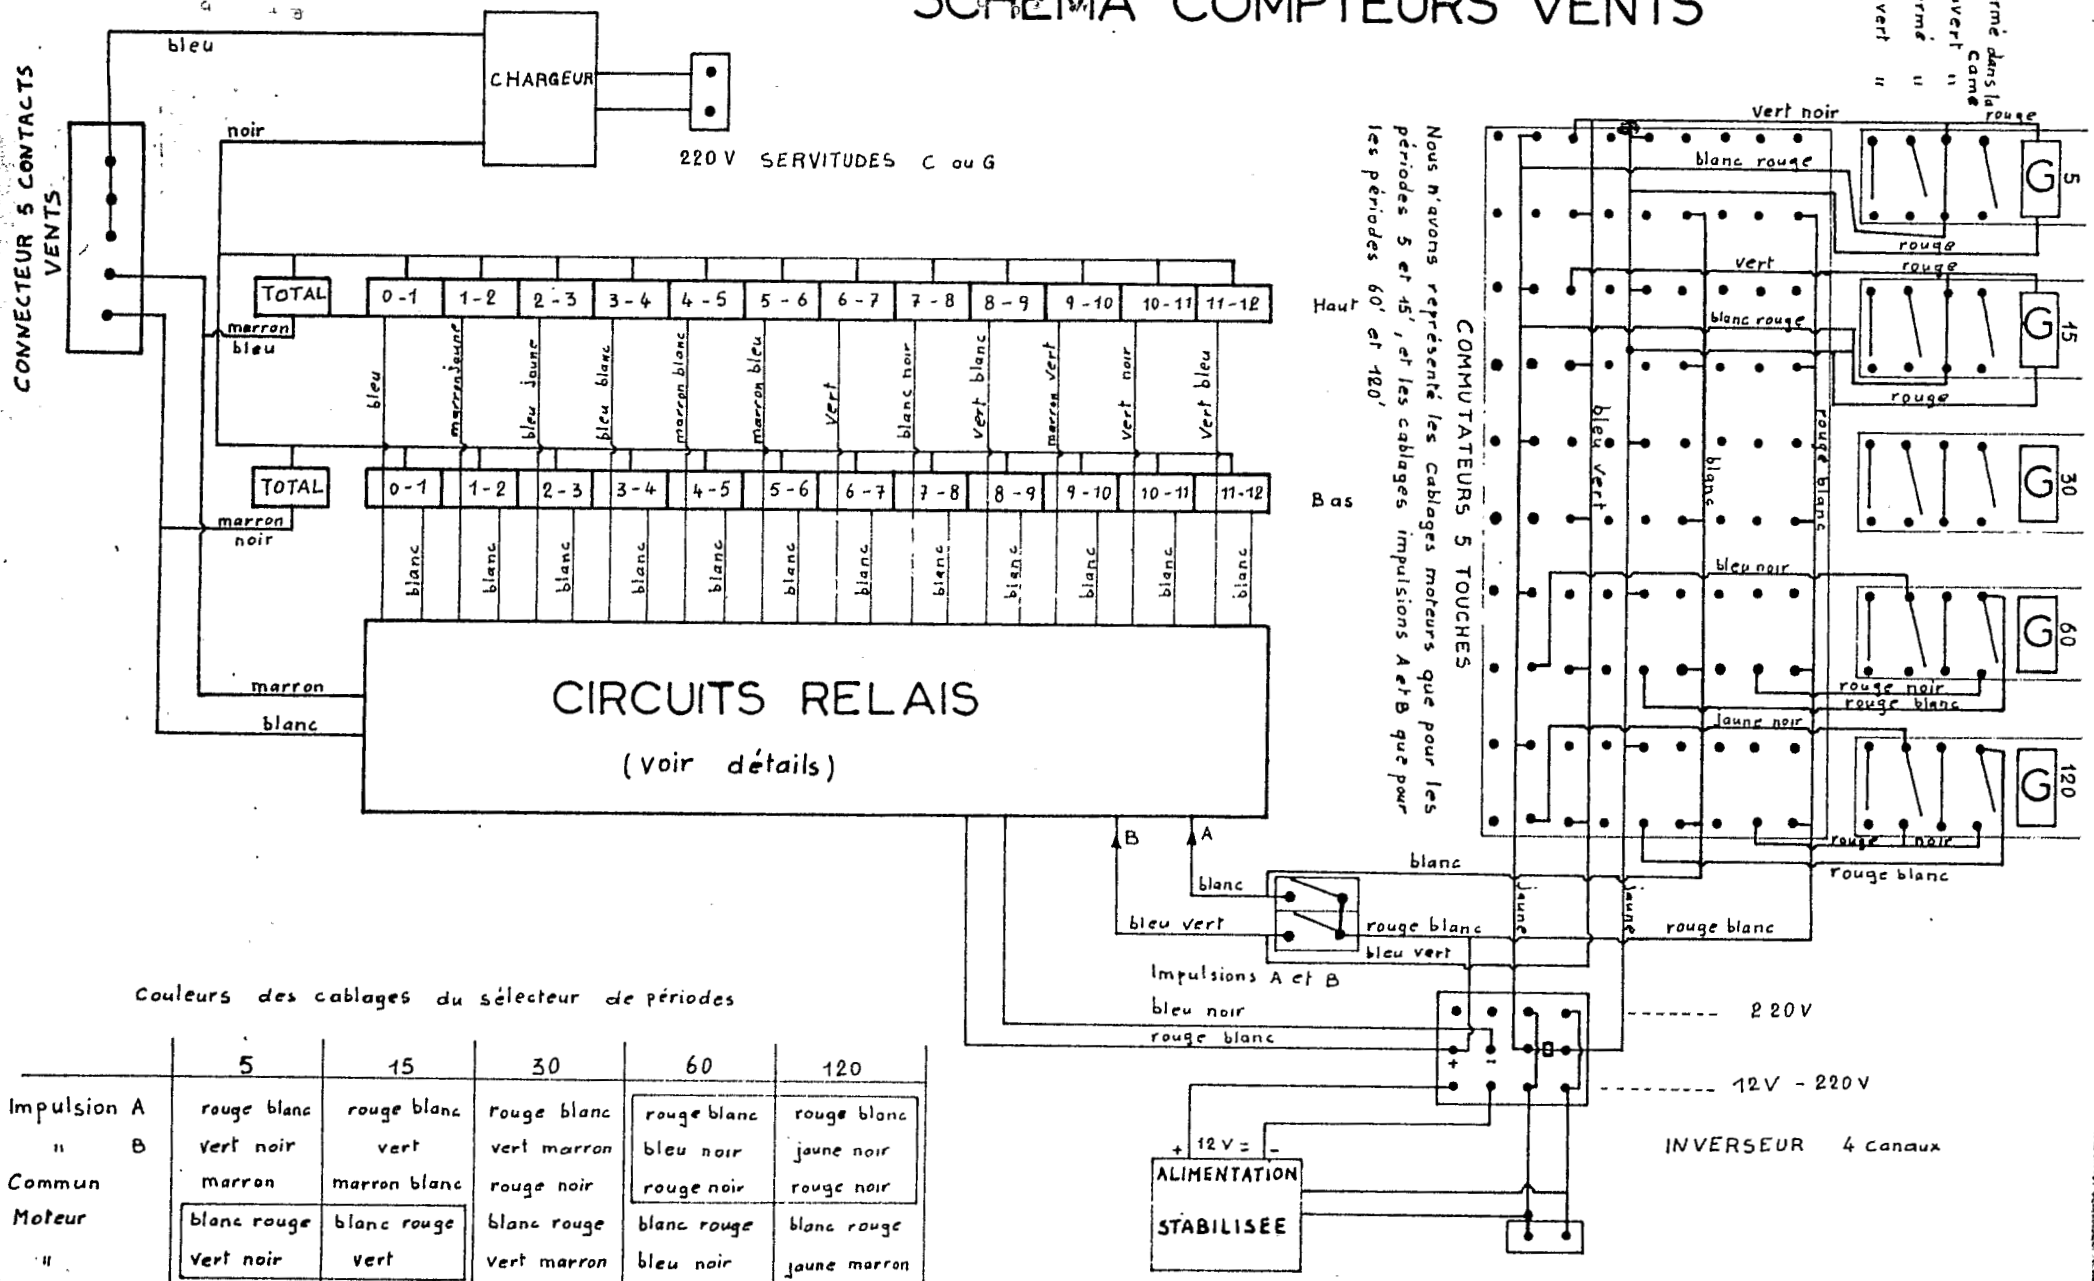 SCHEMA COMPTEURS VENTS
bleu
CHARGEUR
noir
220 V SERVITUDES C ou G
CONNECTEUR 5 CONTACTS
VENTS
TOTAL
0-1 1-2 2-3 3-4 4-5 5-6 6-7 7-8 8-9 9-10 10-11 11-12
Haut
marron
bleu
bleu
marron jaune
bleu jaune
bleu blanc
marron blanc
marron bleu
vert
blanc noir
vert blanc
marron vert
vert noir
vert bleu
TOTAL
0-1 1-2 2-3 3-4 4-5 5-6 6-7 7-8 8-9 9-10 10-11 11-12
Bas
marron
noir
blanc blanc blanc blanc blanc blanc blanc blanc blanc blanc blanc blanc
marron
blanc
CIRCUITS RELAIS
(voir détails)
B
A
blanc
bleu vert
blanc
rouge blanc
bleu vert
rouge blanc
Impulsions A et B
bleu noir
rouge blanc
jaune
jaune
+ -
220V
12V - 220V
INVERSEUR 4 canaux
+ 12V = -
ALIMENTATION
STABILISÉE
Nous n'avons représenté les cablages moteurs que pour les
périodes 5 et 15', et les cablages impulsions A et B que pour
les périodes 60' et 120'
COMMUTATEURS 5 TOUCHES
dans la
came
vert "
vert noir
rouge
blanc rouge
rouge
G 5
vert
rouge
blanc rouge
rouge
G 15
bleu vert
blanc
rouge blanc
G 30
bleu noir
rouge noir
rouge blanc
G 60
jaune noir
rouge noir
rouge blanc
G 120
Couleurs des cablages du sélecteur de périodes
5 15 30 60 120
Impulsion A rouge blanc rouge blanc rouge blanc rouge blanc rouge blanc
" B vert noir vert vert marron bleu noir jaune noir
Commun marron marron blanc rouge noir rouge noir rouge noir
Moteur blanc rouge blanc rouge blanc rouge blanc rouge blanc rouge
" vert noir vert vert marron bleu noir jaune marron